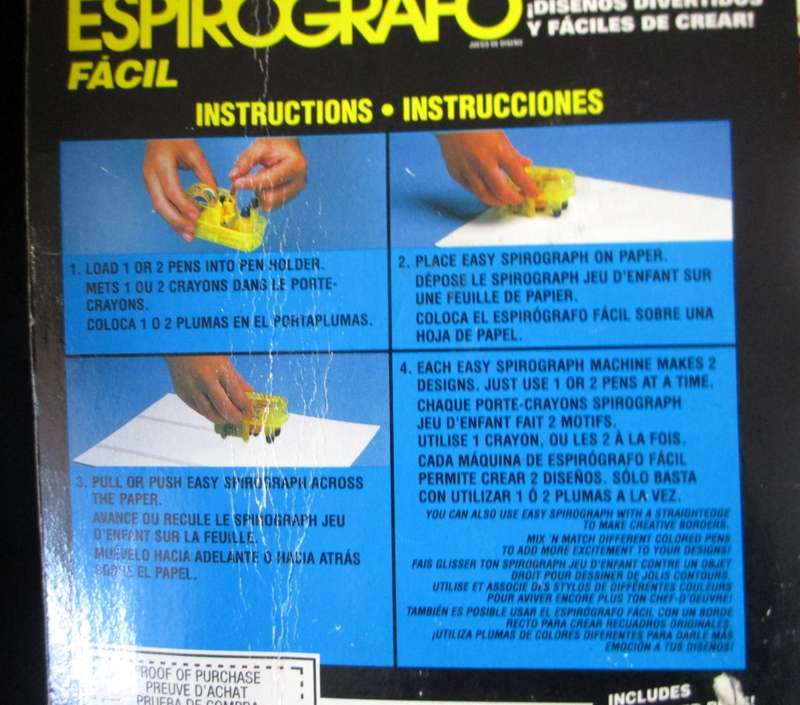 ESPIRÓGRAFO
¡DISEÑOS DIVERTIDOS
Y FÁCILES DE CREAR!
JUEGO DE DISEÑO
FÁCIL
INSTRUCTIONS • INSTRUCCIONES
1. LOAD 1 OR 2 PENS INTO PEN HOLDER.
METS 1 OU 2 CRAYONS DANS LE PORTE-
CRAYONS.
COLOCA 1 O 2 PLUMAS EN EL PORTAPLUMAS.
2. PLACE EASY SPIROGRAPH ON PAPER.
DÉPOSE LE SPIROGRAPH JEU D'ENFANT SUR
UNE FEUILLE DE PAPIER.
COLOCA EL ESPIRÓGRAFO FÁCIL SOBRE UNA
HOJA DE PAPEL.
3. PULL OR PUSH EASY SPIROGRAPH ACROSS
THE PAPER.
AVANCE OU RECULE LE SPIROGRAPH JEU
D'ENFANT SUR LA FEUILLE.
MUÉVELO HACIA ADELANTE O HACIA ATRÁS
SOBRE EL PAPEL.
4. EACH EASY SPIROGRAPH MACHINE MAKES 2
DESIGNS. JUST USE 1 OR 2 PENS AT A TIME.
CHAQUE PORTE-CRAYONS SPIROGRAPH
JEU D'ENFANT FAIT 2 MOTIFS.
UTILISE 1 CRAYON, OU LES 2 À LA FOIS.
CADA MÁQUINA DE ESPIRÓGRAFO FÁCIL
PERMITE CREAR 2 DISEÑOS. SÓLO BASTA
CON UTILIZAR 1 Ó 2 PLUMAS A LA VEZ.
YOU CAN ALSO USE EASY SPIROGRAPH WITH A STRAIGHTEDGE
TO MAKE CREATIVE BORDERS.
MIX 'N MATCH DIFFERENT COLORED PENS
TO ADD MORE EXCITEMENT TO YOUR DESIGNS!
FAIS GLISSER TON SPIROGRAPH JEU D'ENFANT CONTRE UN OBJET
DROIT POUR DESSINER DE JOLIS CONTOURS.
UTILISE ET ASSOCIE DES STYLOS DE DIFFÉRENTES COULEURS
POUR AVIVER ENCORE PLUS TON CHEF-D'OEUVRE!
TAMBIÉN ES POSIBLE USAR EL ESPIRÓGRAFO FÁCIL CON UN BORDE
RECTO PARA CREAR RECUADROS ORIGINALES.
¡UTILIZA PLUMAS DE COLORES DIFERENTES PARA DARLE MÁS
EMOCIÓN A TUS DISEÑOS!
PROOF OF PURCHASE
PREUVE D'ACHAT
PRUEBA DE COMPRA
INCLUDES